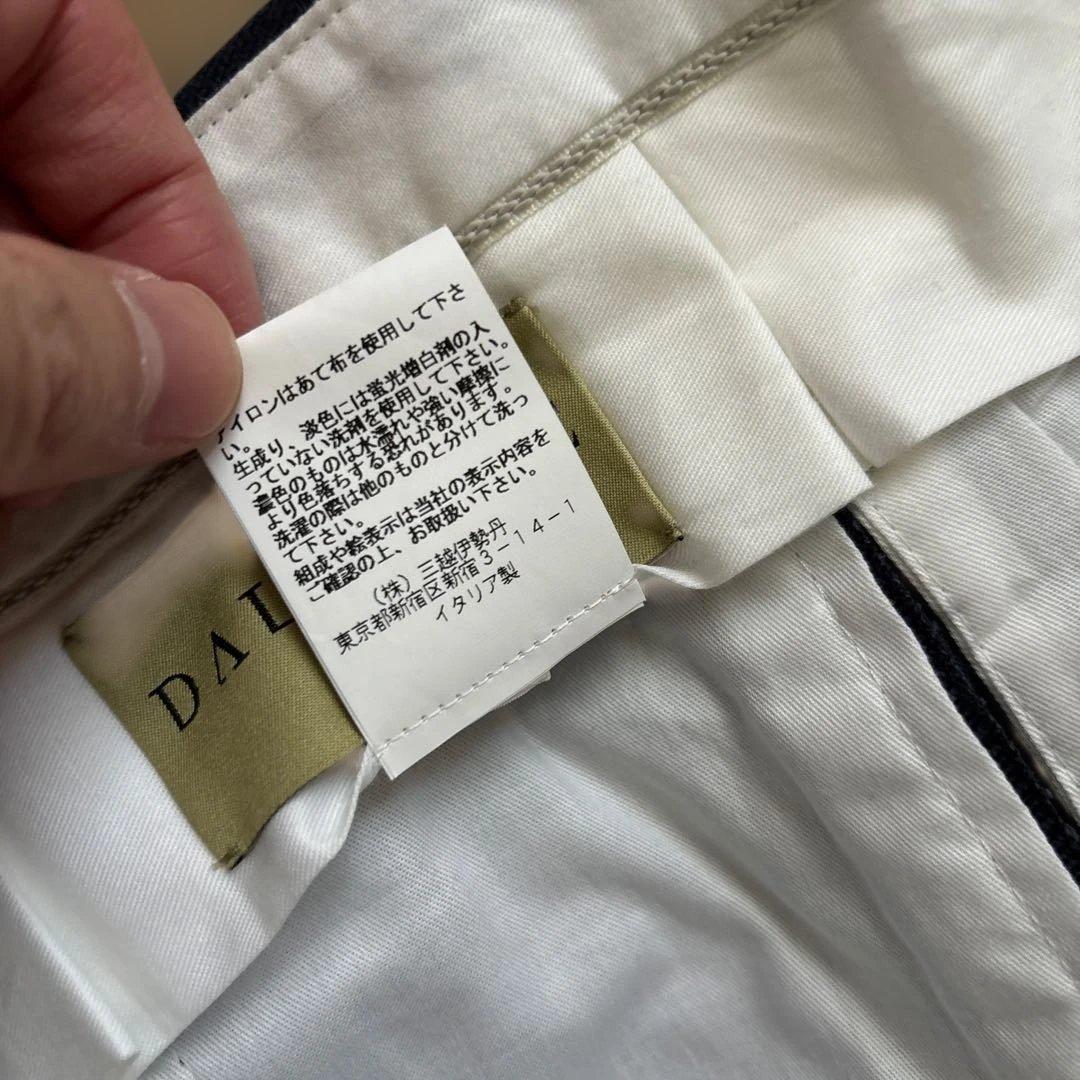 アイロンはあて布を使用して下さ
い。
生成り、淡色には蛍光増白剤の入
っていない洗剤を使用して下さい。
濃色のものは水濡れや強い摩擦に
より色落ちする恐れがあります。
洗濯の際は他のものと分けて洗っ
て下さい。
組成や絵表示は当社の表示内容を
ご確認の上、お取扱い下さい。
(株) 三越伊勢丹
東京都新宿区新宿3-14-1
イタリア製
DAL